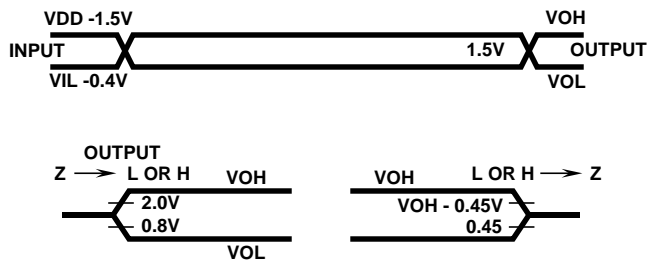 VDD -1.5V VOH
INPUT 1.5V OUTPUT
VIL -0.4V VOL
OUTPUT
Z L OR H VOH VOH L OR H Z
2.0V VOH - 0.45V
0.8V 0.45
VOL